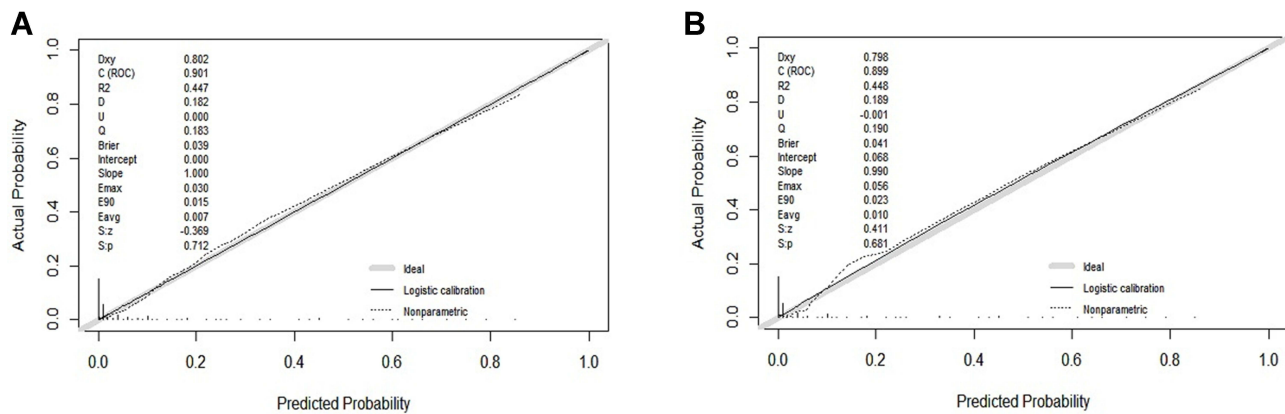 A
1.0
0.8
0.6
0.4
0.2
0.0
Actual Probability
Dxy 0.802
C (ROC) 0.901
R2 0.447
D 0.182
U 0.000
Q 0.183
Brier 0.039
Intercept 0.000
Slope 1.000
Emax 0.030
E90 0.015
Eavg 0.007
S:z -0.369
S:p 0.712
Ideal
Logistic calibration
Nonparametric
0.0 0.2 0.4 0.6 0.8 1.0
Predicted Probability
B
1.0
0.8
0.6
0.4
0.2
0.0
Actual Probability
Dxy 0.798
C (ROC) 0.899
R2 0.448
D 0.189
U -0.001
Q 0.190
Brier 0.041
Intercept 0.068
Slope 0.990
Emax 0.056
E90 0.023
Eavg 0.010
S:z 0.411
S:p 0.681
Ideal
Logistic calibration
Nonparametric
0.0 0.2 0.4 0.6 0.8 1.0
Predicted Probability